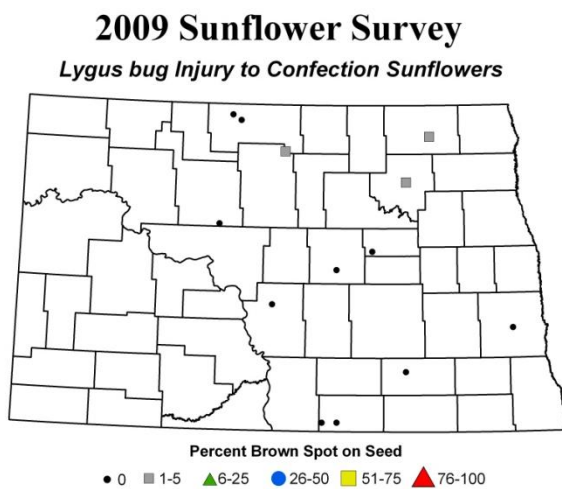 2009 Sunflower Survey
Lygus bug Injury to Confection Sunflowers
Percent Brown Spot on Seed
0 1-5 6-25 26-50 51-75 76-100